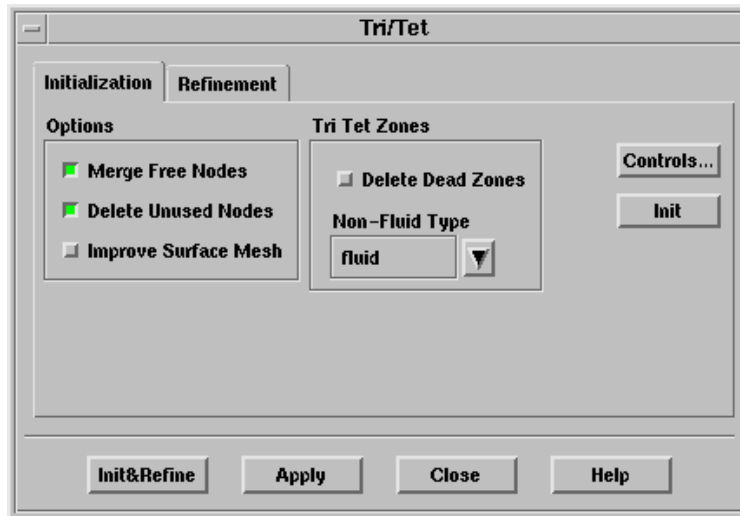 Tri/Tet
Initialization Refinement
Options
Merge Free Nodes
Delete Unused Nodes
Improve Surface Mesh
Tri Tet Zones
Delete Dead Zones
Non-Fluid Type
fluid
Controls...
Init
Init&Refine Apply Close Help